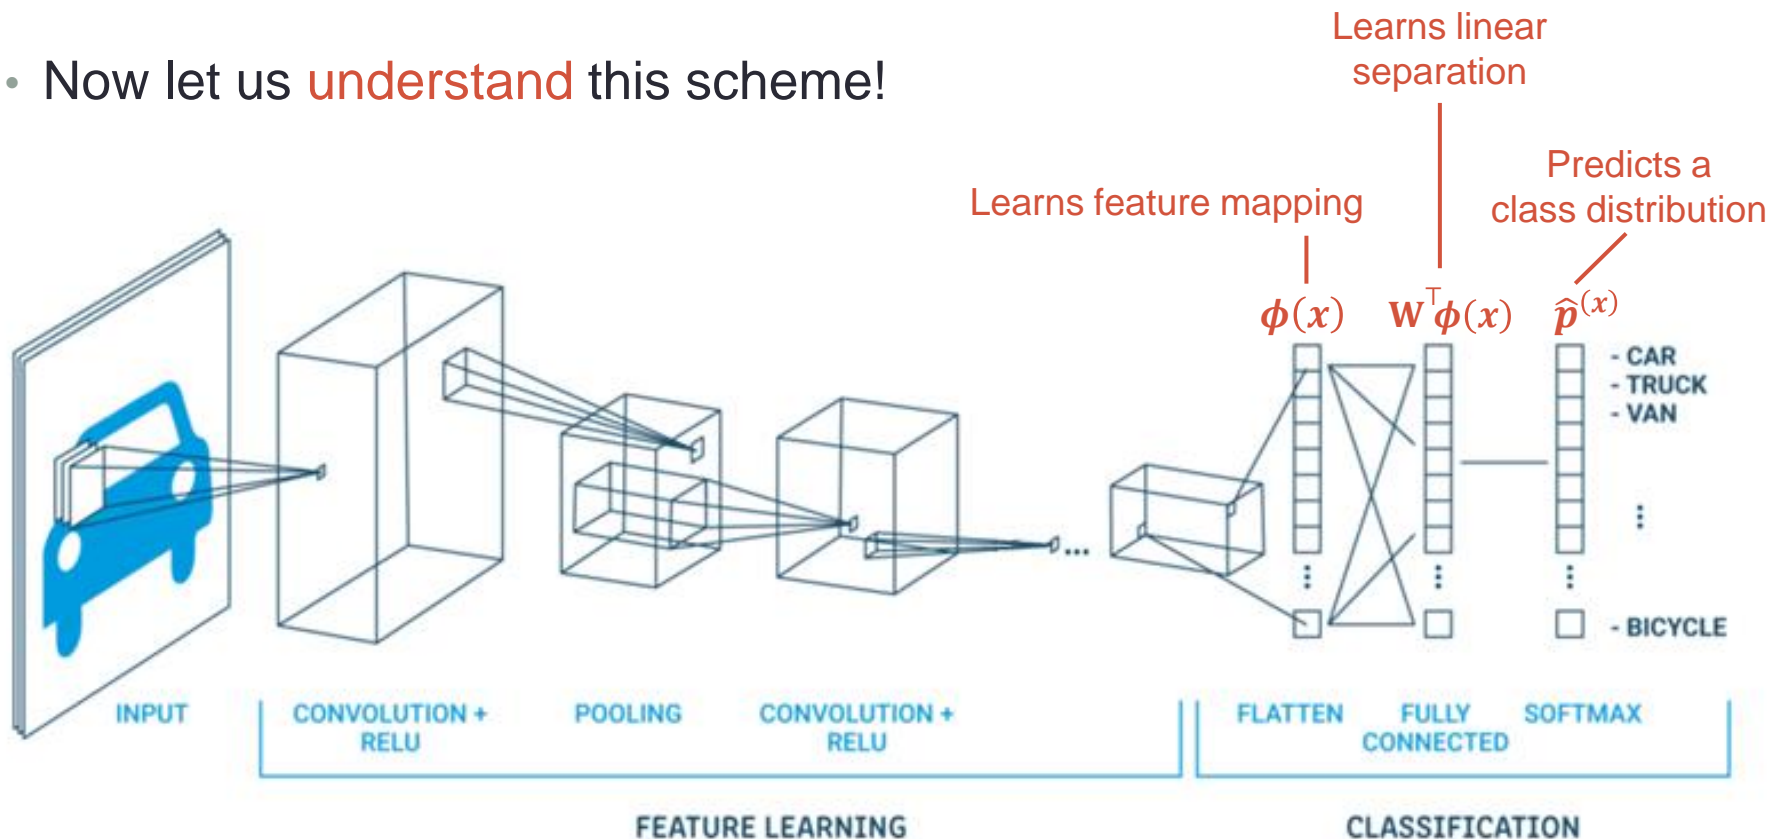 • Now let us understand this scheme!
Learns linear
separation
Predicts a
class distribution
Learns feature mapping
ϕ(x)
W⊤ϕ(x)
p̂(x)
- CAR
- TRUCK
- VAN
- BICYCLE
INPUT
CONVOLUTION +
RELU
POOLING
CONVOLUTION +
RELU
FLATTEN
FULLY
CONNECTED
SOFTMAX
FEATURE LEARNING
CLASSIFICATION